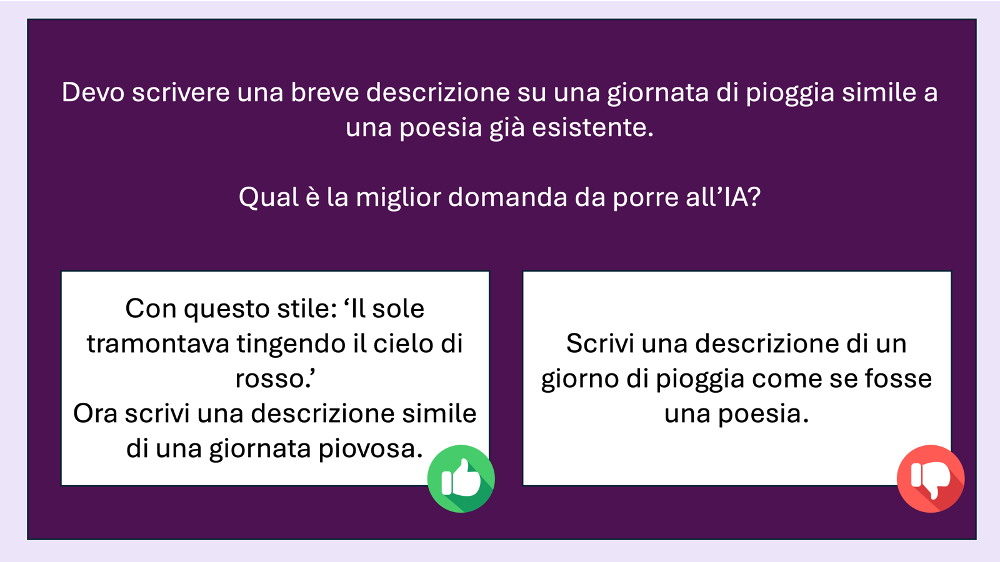 Devo scrivere una breve descrizione su una giornata di pioggia simile a
una poesia già esistente.
Qual è la miglior domanda da porre all’IA?
Con questo stile: ‘Il sole
tramontava tingendo il cielo di
rosso.’
Ora scrivi una descrizione simile
di una giornata piovosa.
Scrivi una descrizione di un
giorno di pioggia come se fosse
una poesia.